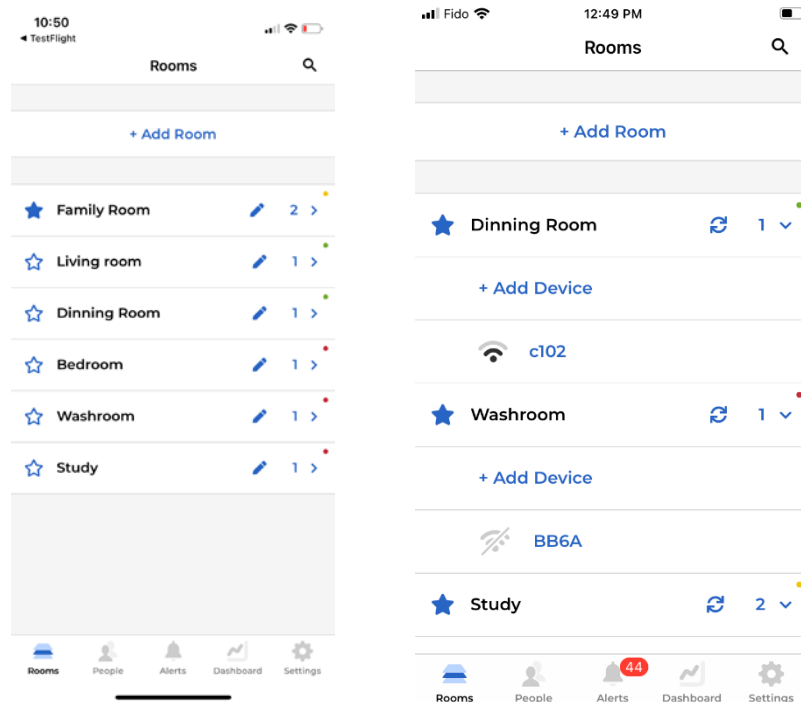 10:50
◀ TestFlight
Rooms
+ Add Room
Family Room 2 >
Living room 1 >
Dinning Room 1 >
Bedroom 1 >
Washroom 1 >
Study 1 >
Rooms People Alerts Dashboard Settings
Fido 12:49 PM
Rooms
+ Add Room
Dinning Room 1
+ Add Device
c102
Washroom 1
+ Add Device
BB6A
Study 2
44
Rooms People Alerts Dashboard Settings